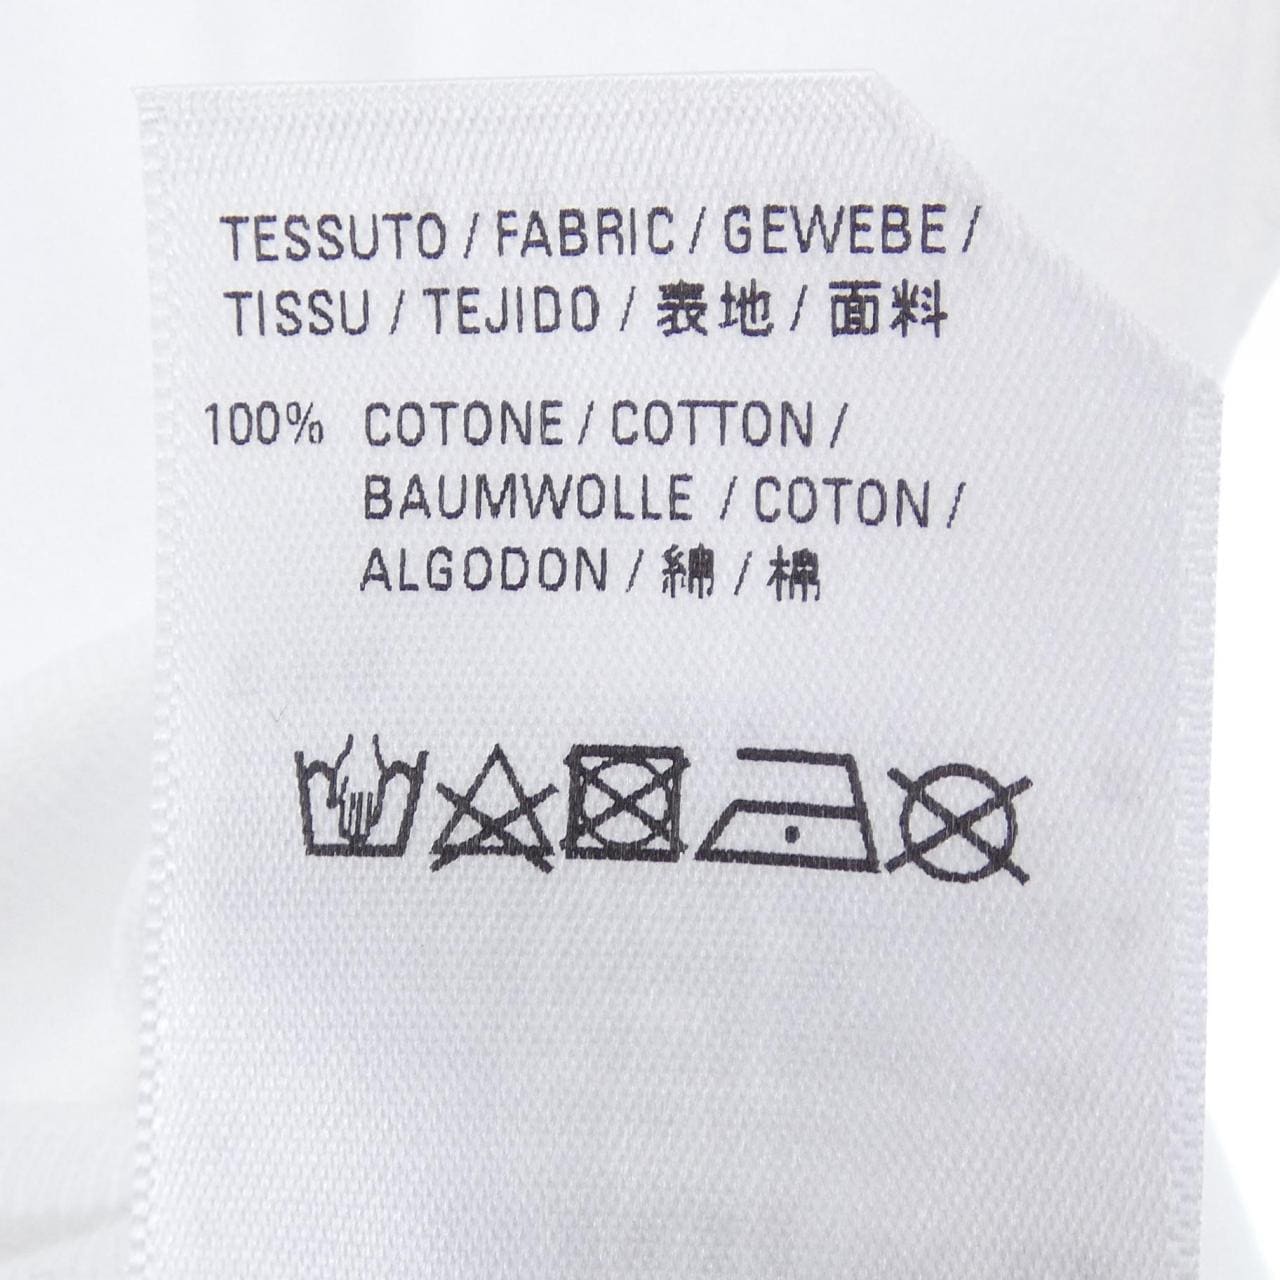 TESSUTO / FABRIC / GEWEBE /
TISSU / TEJIDO / 表地 / 面料
100% COTONE / COTTON /
BAUMWOLLE / COTON /
ALGODON / 綿 / 棉